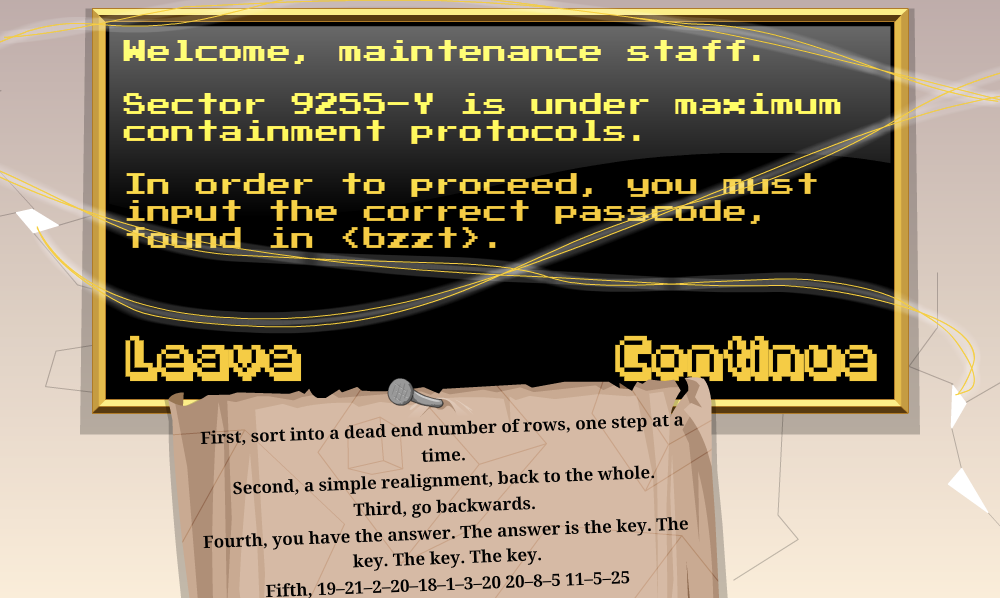 Welcome, maintenance staff.
Sector 9255-Y is under maximum
containment protocols.
In order to proceed, you must
input the correct passcode,
found in <bzzt>.
Leave
Continue
First, sort into a dead end number of rows, one step at a
time.
Second, a simple realignment, back to the whole.
Third, go backwards.
Fourth, you have the answer. The answer is the key. The
key. The key. The key.
Fifth, 19–21–2–20–18–1–3–20 20–8–5 11–5–25